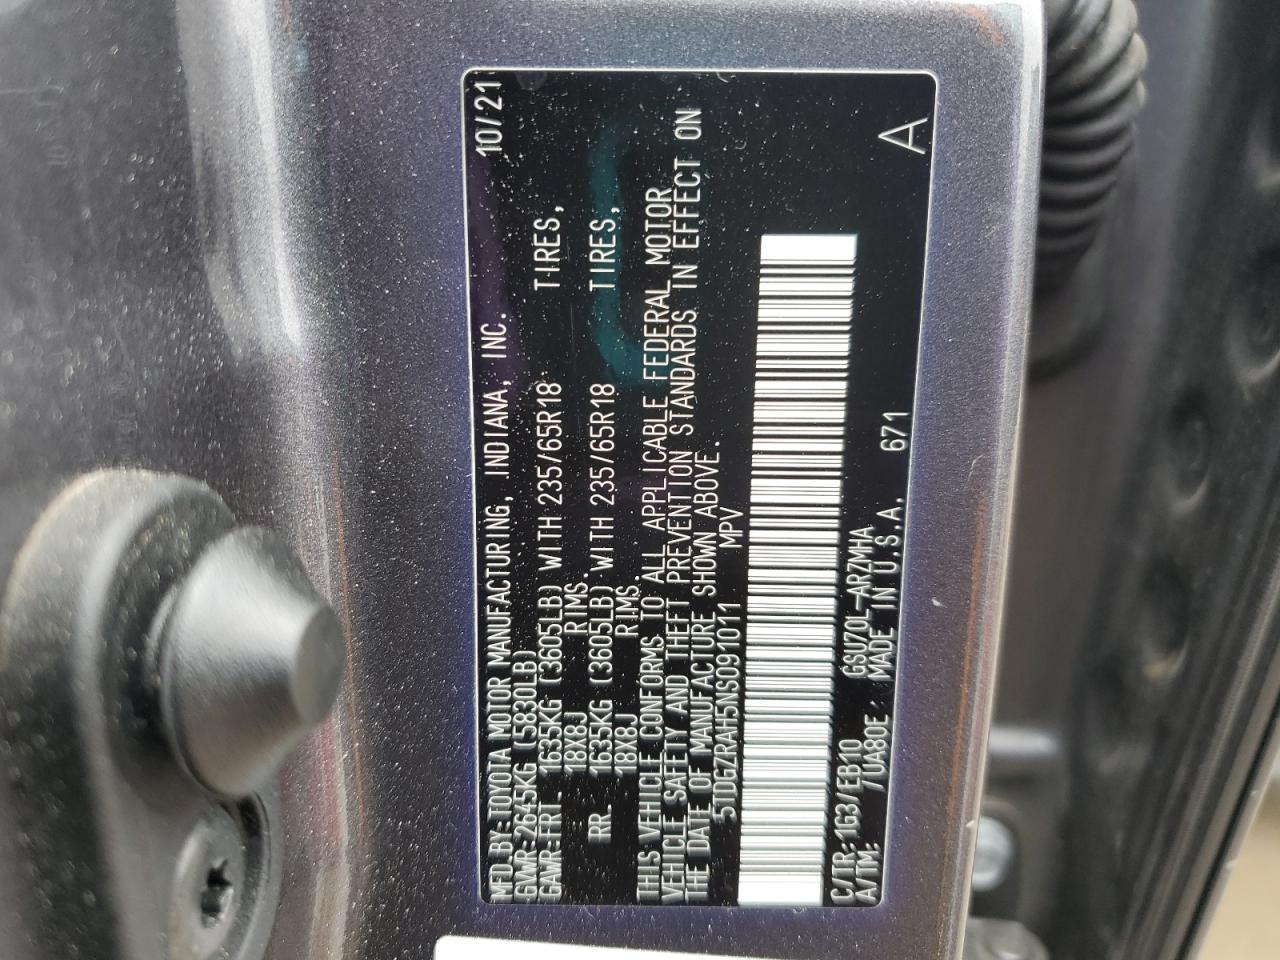 MFD.BY: TOYOTA MOTOR MANUFACTURING, INDIANA, INC. 10/21
GVWR-2645KG (5830LB)
GAWR-FRT 1635KG (3605LB) WITH 235/65R18 TIRES,
18X8J RIMS.
RR. 1635KG (3605LB) WITH 235/65R18 TIRES,
18X8J RIMS.
THIS VEHICLE CONFORMS TO ALL APPLICABLE FEDERAL MOTOR
VEHICLE SAFETY AND THEFT PREVENTION STANDARDS IN EFFECT ON
THE DATE OF MANUFACTURE SHOWN ABOVE.
5TDGZRAH5NS091011 MPV
C/TR: 1G3/EB10 GSU70L-ARZMHA
A/TM: /UA80E MADE IN U.S.A. 671 A